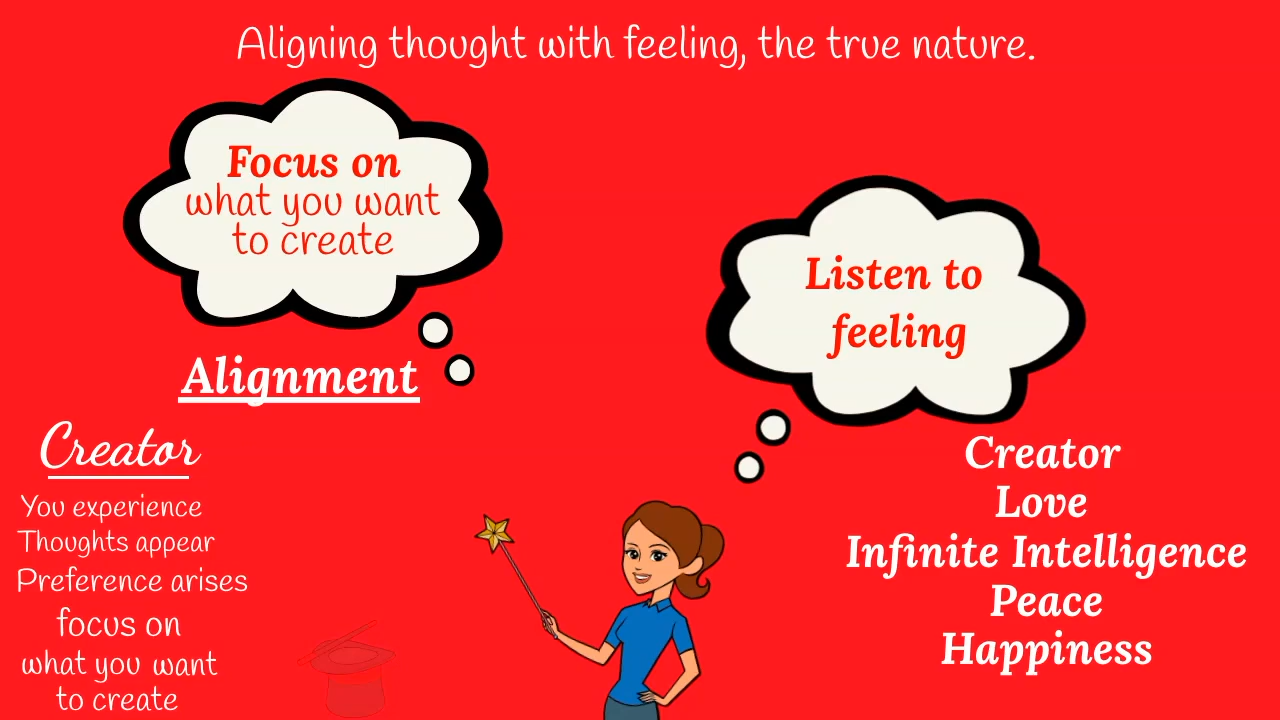 Aligning thought with feeling, the true nature.
Focus on
what you want
to create
Listen to
feeling
Alignment
Creator
You experience
Thoughts appear
Preference arises
focus on
what you want
to create
Creator
Love
Infinite Intelligence
Peace
Happiness